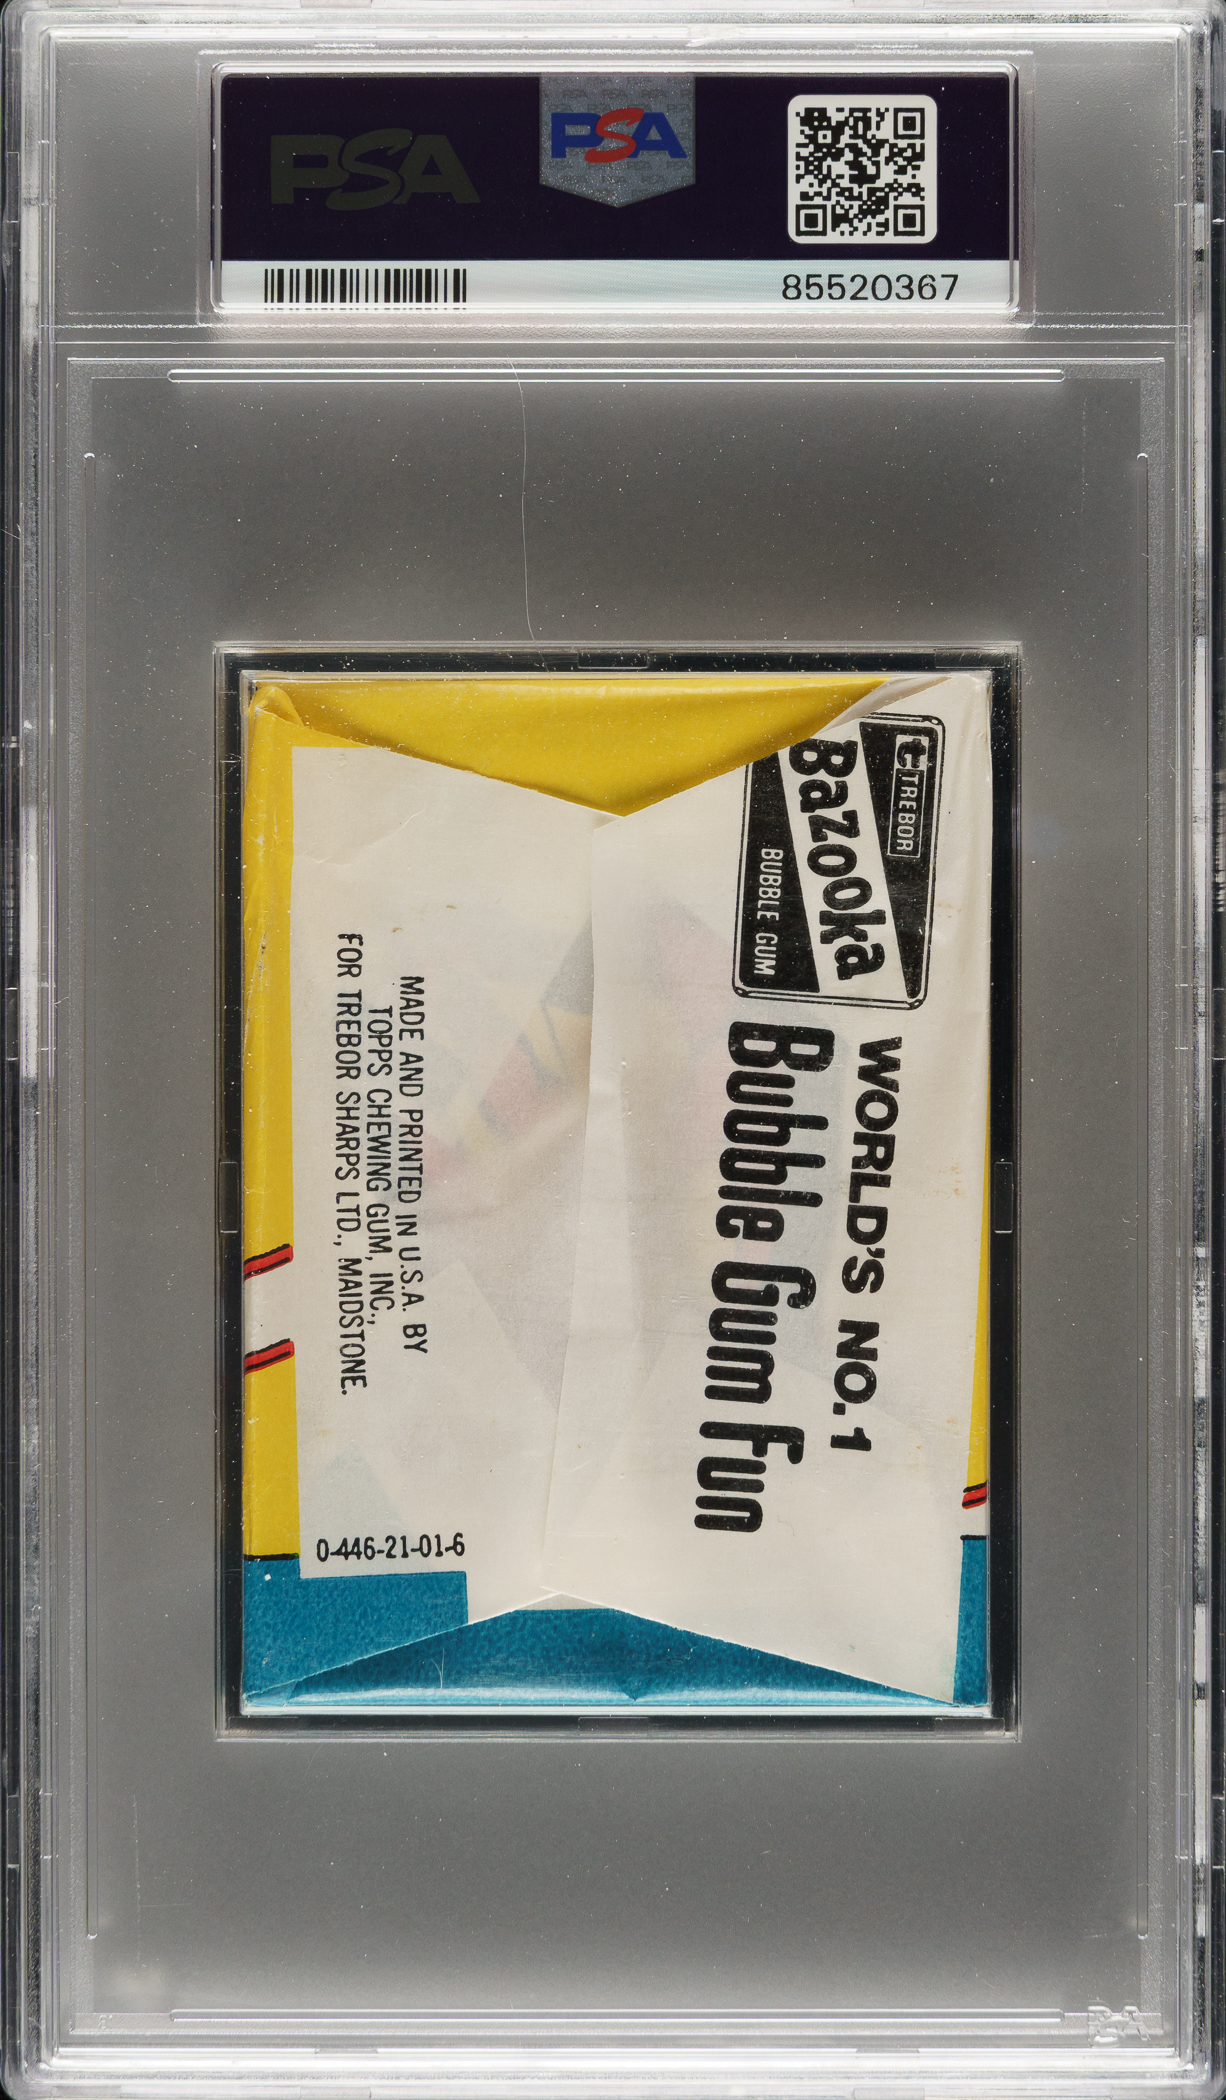 PSA
PSA
85520367
t TREBOR
Bazooka
BUBBLE GUM
WORLD'S NO.1
Bubble Gum Fun
MADE AND PRINTED IN U.S.A. BY
TOPPS CHEWING GUM, INC.,
FOR TREBOR SHARPS LTD., MAIDSTONE.
0-446-21-01-6
PSA